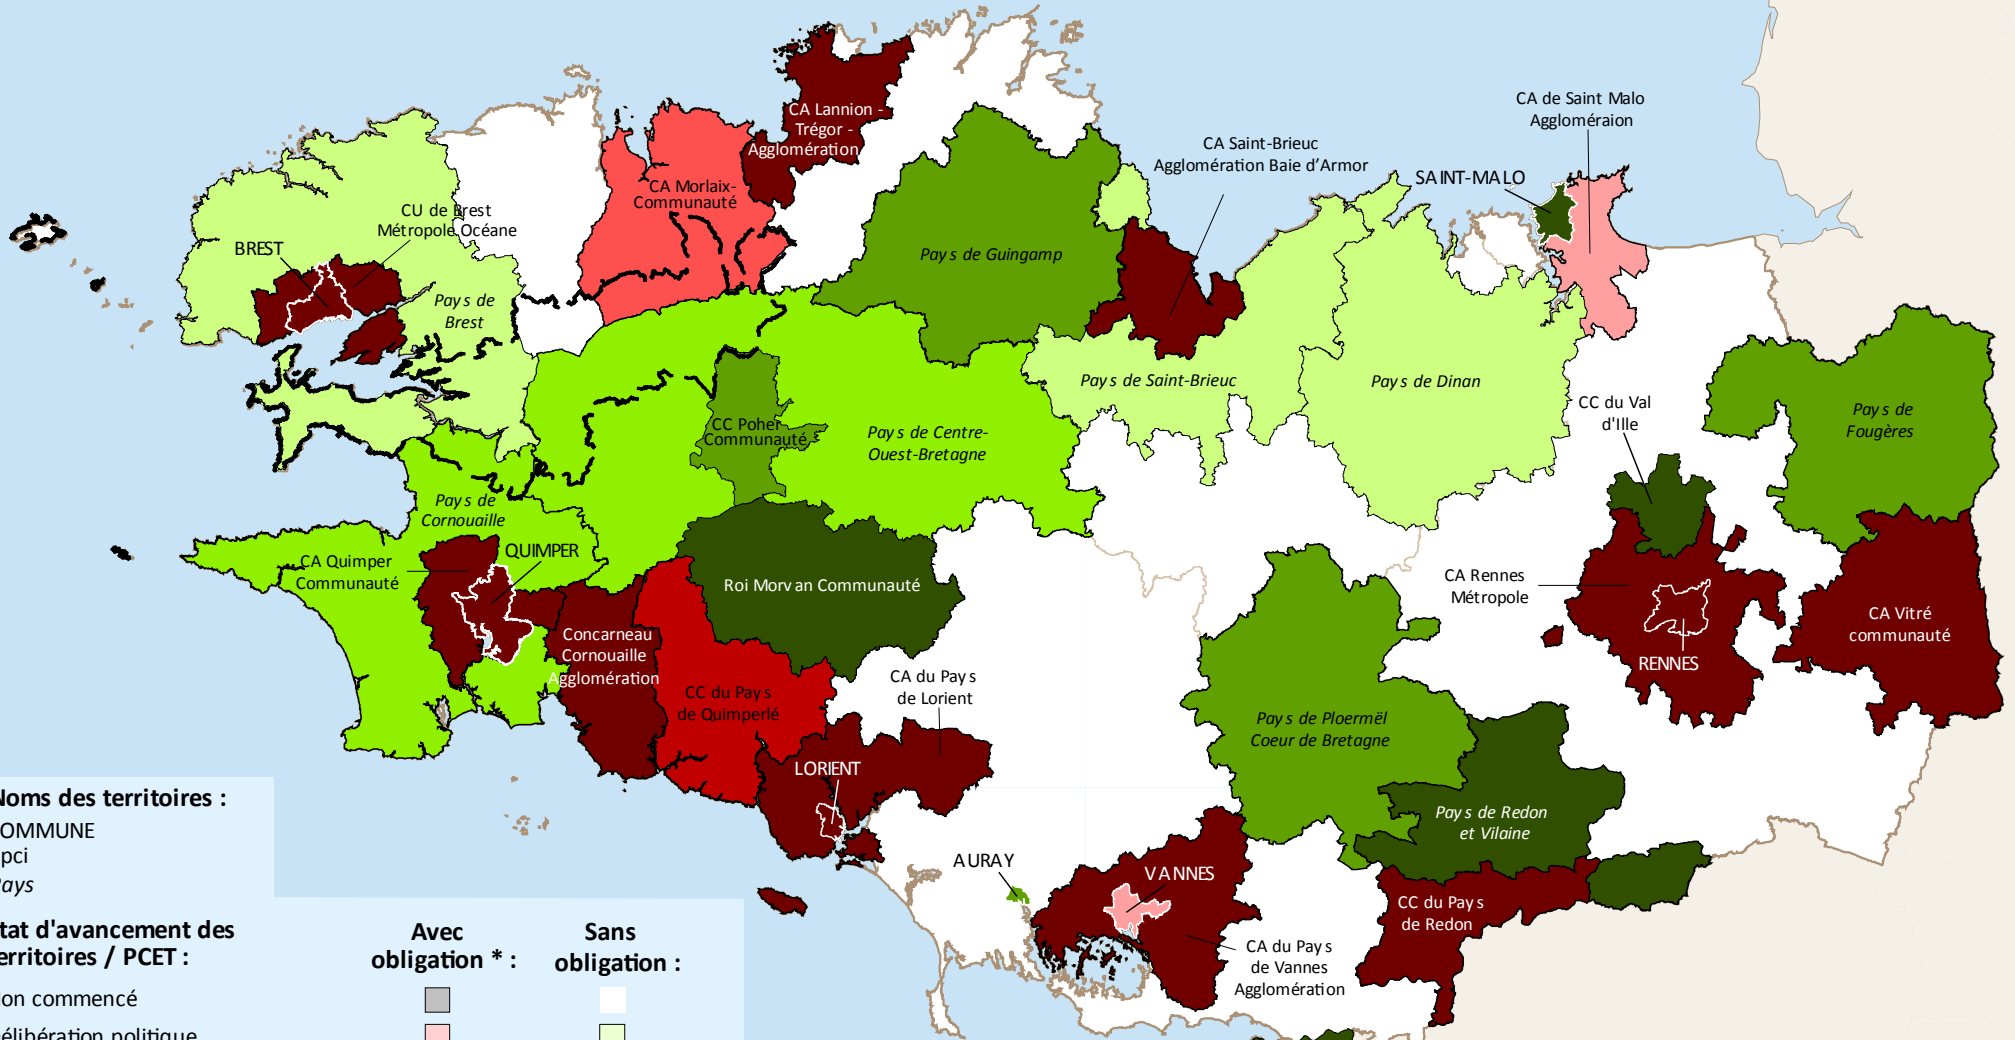 CA Lannion -
Trégor -
Agglomération
CA de Saint Malo
Aggloméraion
CA Saint-Brieuc
Agglomération Baie d'Armor
SAINT-MALO
CA Morlaix-
Communauté
CU de Brest
Métropole Océane
BREST
Pays de Guingamp
Pays de
Brest
Pays de Saint-Brieuc
Pays de Dinan
CC du Val
d'Ille
Pays de
Fougères
CC Poher
Communauté
Pays de Centre-
Ouest-Bretagne
Pays de
Cornouaille
QUIMPER
CA Quimper
Communauté
Roi Morvan Communauté
CA Rennes
Métropole
CA Vitré
communauté
Concarneau
Cornouaille
Agglomération
RENNES
CC du Pays
de Quimperlé
CA du Pays
de Lorient
Pays de Ploermël
Coeur de Bretagne
LORIENT
Pays de Redon
et Vilaine
AURAY
VANNES
CC du Pays
de Redon
CA du Pays
de Vannes
Agglomération
Noms des territoires :
OMMUNE
pci
ays
tat d'avancement des
erritoires / PCET :
Avec
obligation * :
Sans
obligation :
on commencé
élibération politique